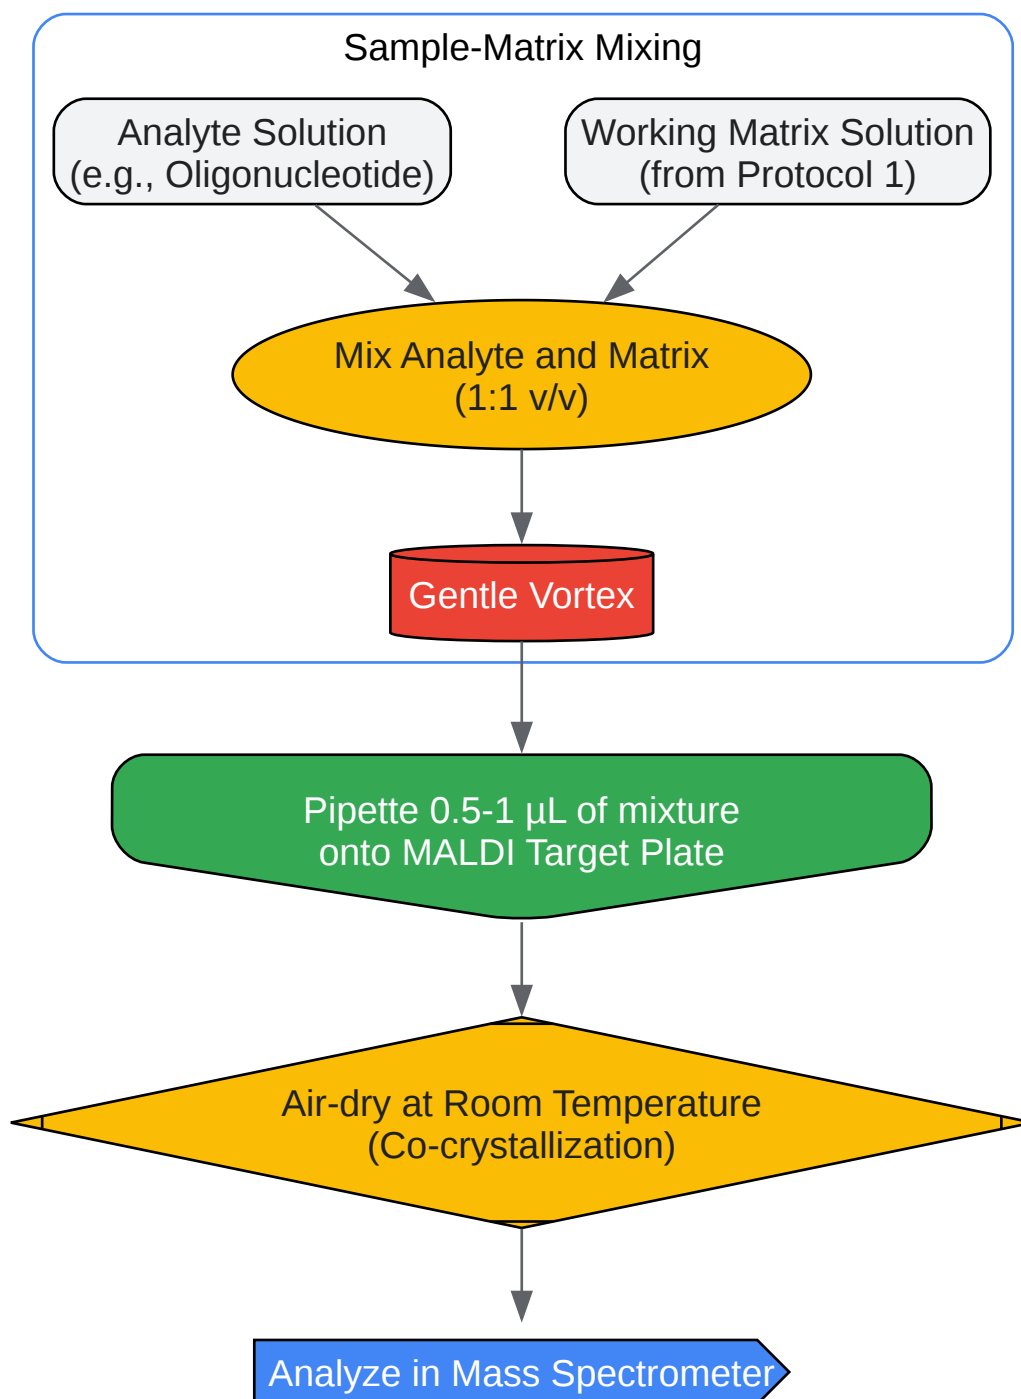 Sample-Matrix Mixing
Analyte Solution
(e.g., Oligonucleotide)
Working Matrix Solution
(from Protocol 1)
Mix Analyte and Matrix
(1:1 v/v)
Gentle Vortex
Pipette 0.5-1 µL of mixture
onto MALDI Target Plate
Air-dry at Room Temperature
(Co-crystallization)
Analyze in Mass Spectrometer